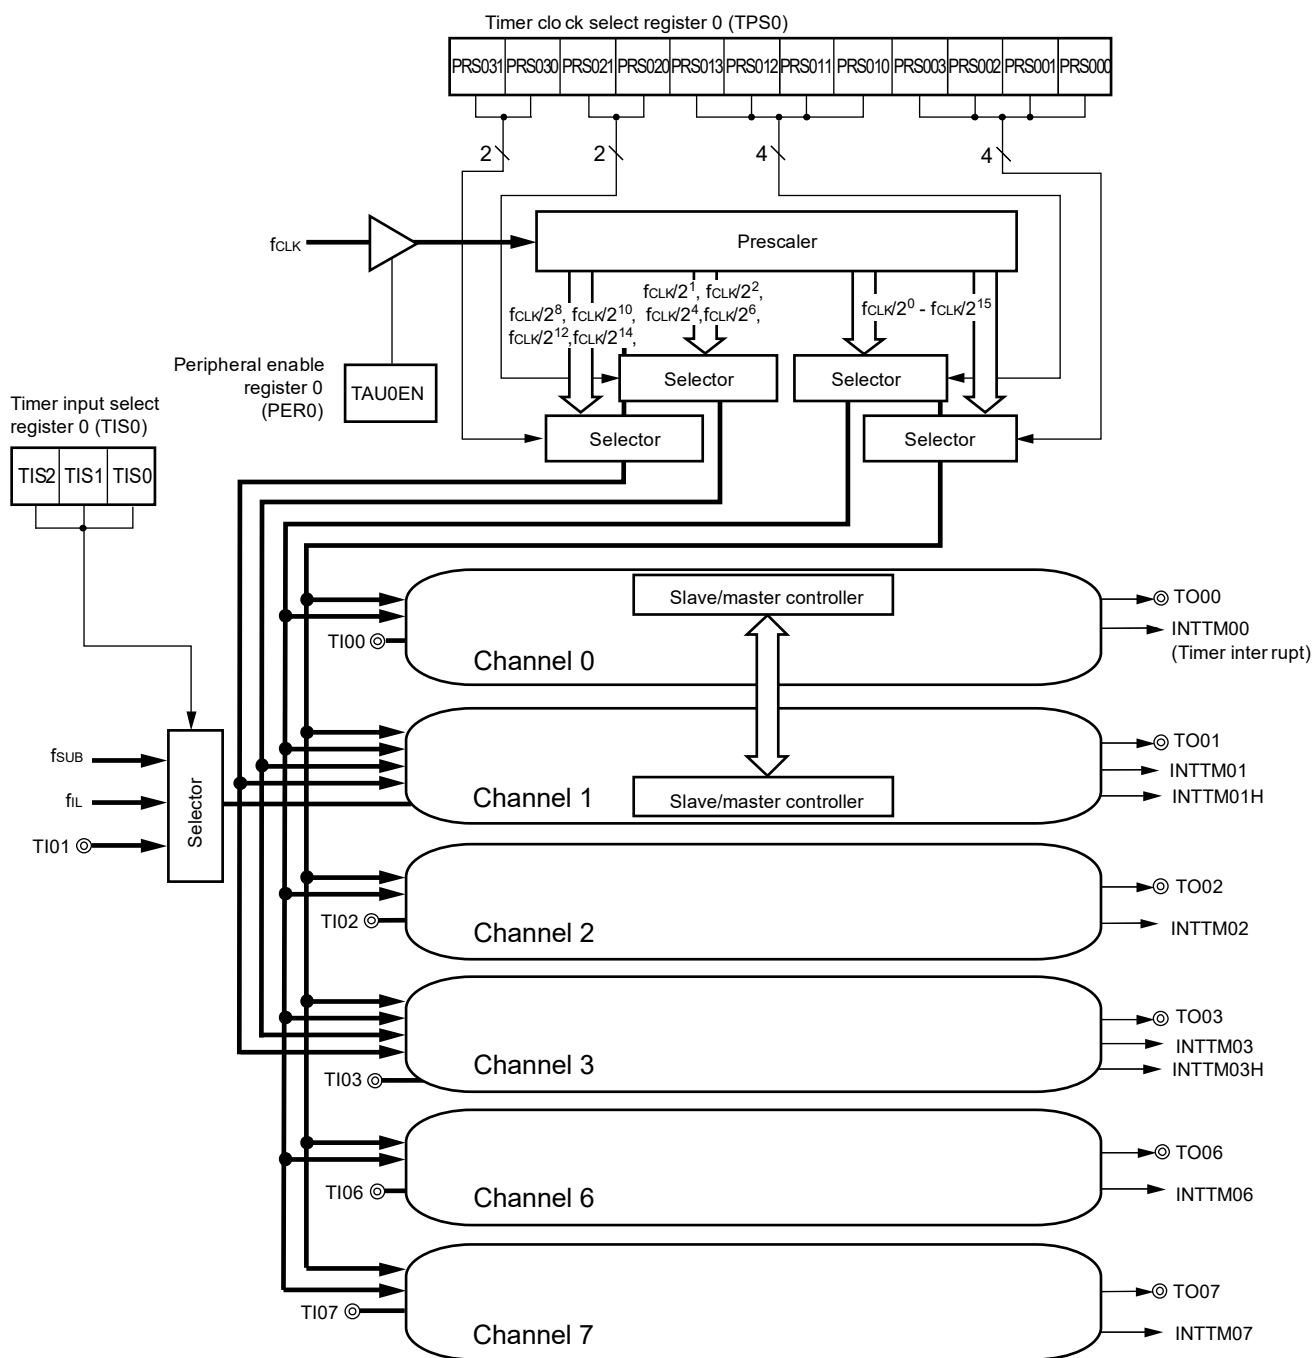 Timer clock select register 0 (TPS0)
PRS031 PRS030 PRS021 PRS020 PRS013 PRS012 PRS011 PRS010 PRS003 PRS002 PRS001 PRS000
2 2 4 4
fCLK
Prescaler
fCLK/2^8, fCLK/2^10,
fCLK/2^12, fCLK/2^14,
fCLK/2^1, fCLK/2^2,
fCLK/2^4, fCLK/2^6,
fCLK/2^0 - fCLK/2^15
Peripheral enable
register 0
(PER0)
TAU0EN
Selector
Selector
Selector
Selector
Timer input select
register 0 (TIS0)
TIS2 TIS1 TIS0
Slave/master controller
TI00
Channel 0
TO00
INTTM00
(Timer interrupt)
fSUB
fIL
TI01
Selector
Channel 1
Slave/master controller
TO01
INTTM01
INTTM01H
TI02
Channel 2
TO02
INTTM02
TI03
Channel 3
TO03
INTTM03
INTTM03H
TI06
Channel 6
TO06
INTTM06
TI07
Channel 7
TO07
INTTM07